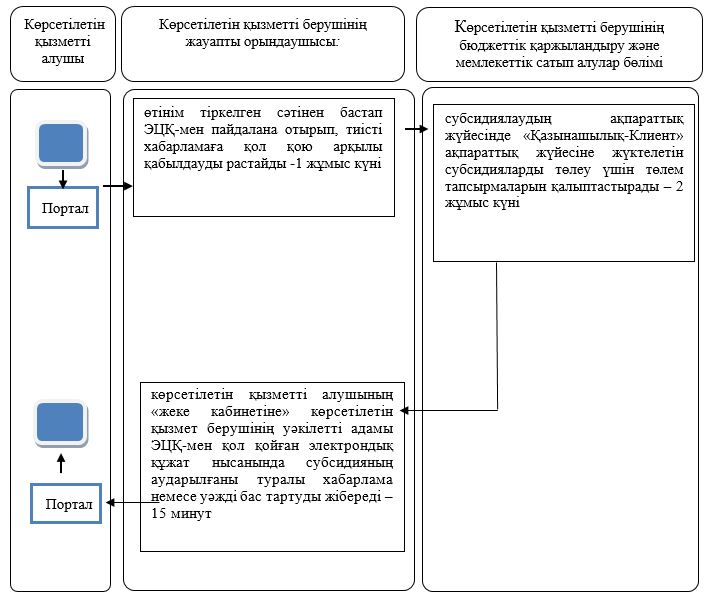 Көрсетілетін
қызметті
алушы
Көрсетілетін қызметті берушінің
жауапты орындаушысы:
Көрсетілетін қызметті берушінің
бюджеттік қаржыландыру және
мемлекеттік сатып алулар бөлімі
Портал
өтінім тіркелген сәтінен бастап
ЭЦҚ-мен пайдалана отырып, тиісті
хабарламаға қол қою арқылы
қабылдауды растайды -1 жұмыс күні
субсидиялаудың ақпараттық
жүйесінде «Қазынашылық-Клиент»
ақпараттық жүйесіне жүктелетін
субсидияларды төлеу үшін төлем
тапсырмаларын қалыптастырады – 2
жұмыс күні
көрсетілетін қызметті алушының
«жеке кабинетіне» көрсетілетін
қызмет берушінің уәкілетті адамы
ЭЦҚ-мен қол қойған электрондық
құжат нысанында субсидияның
аударылғаны туралы хабарлама
немесе уәжді бас тартуды жібереді –
15 минут
Портал